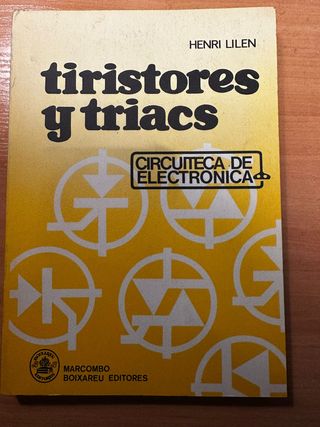 HENRI LILEN
tiristores
y triacs
CIRCUITECA DE
ELECTRONICA
MARCOMBO
BOIXAREU EDITORES